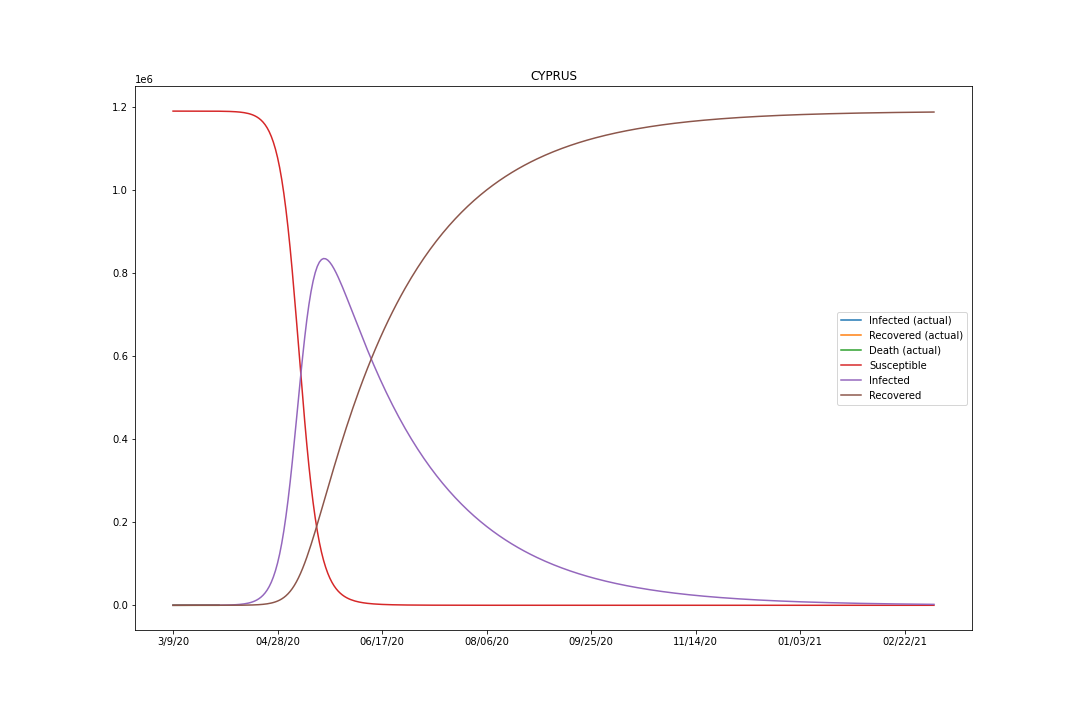 CYPRUS
1e6
1.2
1.0
0.8
0.6
0.4
0.2
0.0
Infected (actual)
Recovered (actual)
Death (actual)
Susceptible
Infected
Recovered
3/9/20 04/28/20 06/17/20 08/06/20 09/25/20 11/14/20 01/03/21 02/22/21